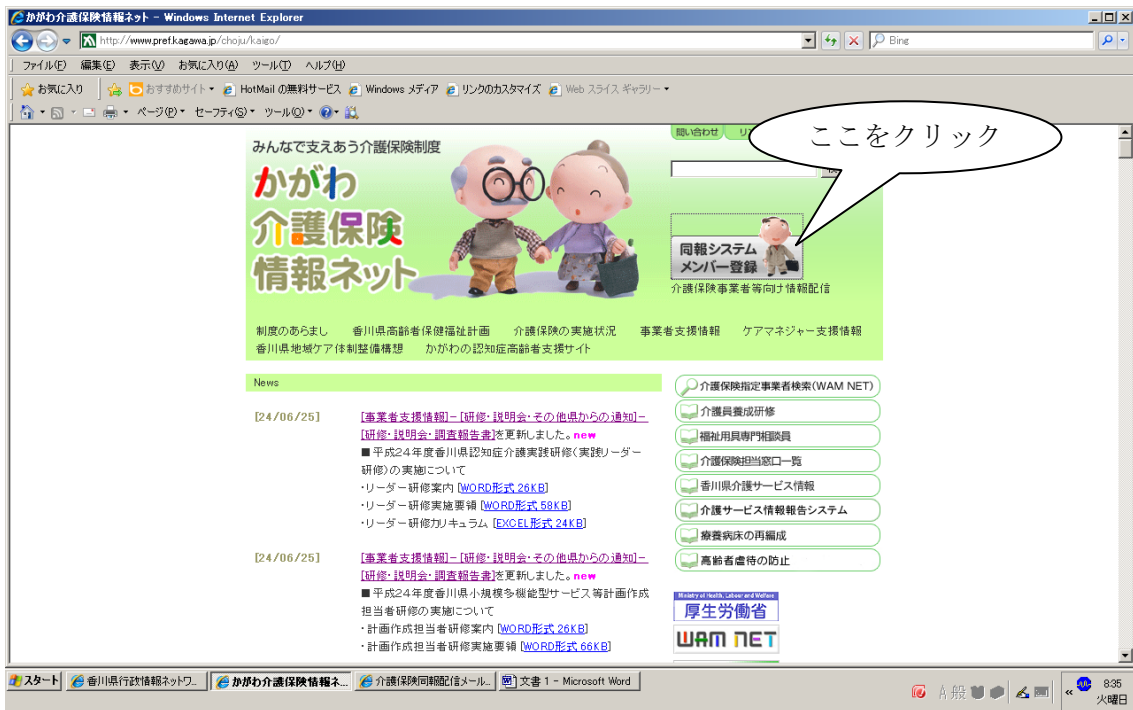 かがわ介護保険情報ネット - Windows Internet Explorer
http://www.pref.kagawa.jp/choju/kaigo/
Bing
ファイル(F) 編集(E) 表示(V) お気に入り(A) ツール(T) ヘルプ(H)
お気に入り おすすめサイト HotMail の無料サービス Windows メディア リンクのカスタマイズ Web スライス ギャラリー
ページ(P) セーフティ(S) ツール(O)
問い合わせ
ここをクリック
みんなで支えあう介護保険制度
かがわ
介護保険
情報ネット
同報システム
メンバー登録
介護保険事業者等向け情報配信
制度のあらまし 香川県高齢者保健福祉計画 介護保険の実施状況 事業者支援情報 ケアマネジャー支援情報
香川県地域ケア体制整備構想 かがわの認知症高齢者支援サイト
News
[24/06/25] [事業者支援情報]-[研修・説明会・その他県からの通知]-
[研修・説明会・調査報告書]を更新しました。new
■平成24年度香川県認知症介護実践研修(実践リーダー
研修)の実施について
・リーダー研修案内 [WORD形式 26KB]
・リーダー研修実施要領 [WORD形式 58KB]
・リーダー研修カリキュラム [EXCEL形式 24KB]
[24/06/25] [事業者支援情報]-[研修・説明会・その他県からの通知]-
[研修・説明会・調査報告書]を更新しました。new
■平成24年度香川県小規模多機能型サービス等計画作成
担当者研修の実施について
・計画作成担当者研修案内 [WORD形式 26KB]
・計画作成担当者研修実施要領 [WORD形式 66KB]
介護保険指定事業者検索(WAM NET)
介護員養成研修
福祉用具専門相談員
介護保険担当窓口一覧
香川県介護サービス情報
介護サービス情報報告システム
療養病床の再編成
高齢者虐待の防止
Ministry of Health, Labour and Welfare
厚生労働省
WAM NET
スタート 香川県行政情報ネットワ... かがわ介護保険情報ネ... 介護保険同報配信メール... 文書 1 - Microsoft Word
A 般
8:35
火曜日